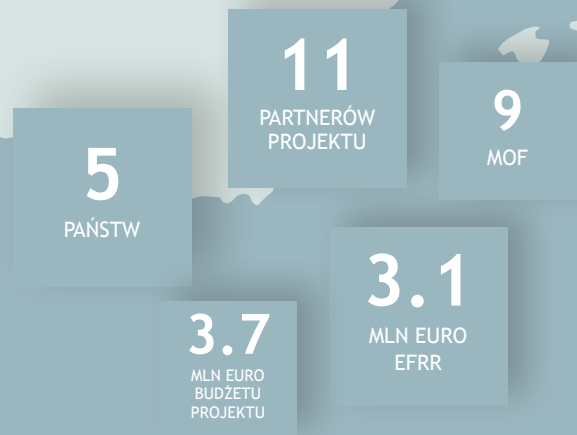 11
PARTNERÓW
PROJEKTU
9
MOF
5
PAŃSTW
3.1
MLN EURO
EFRR
3.7
MLN EURO
BUDŻETU
PROJEKTU